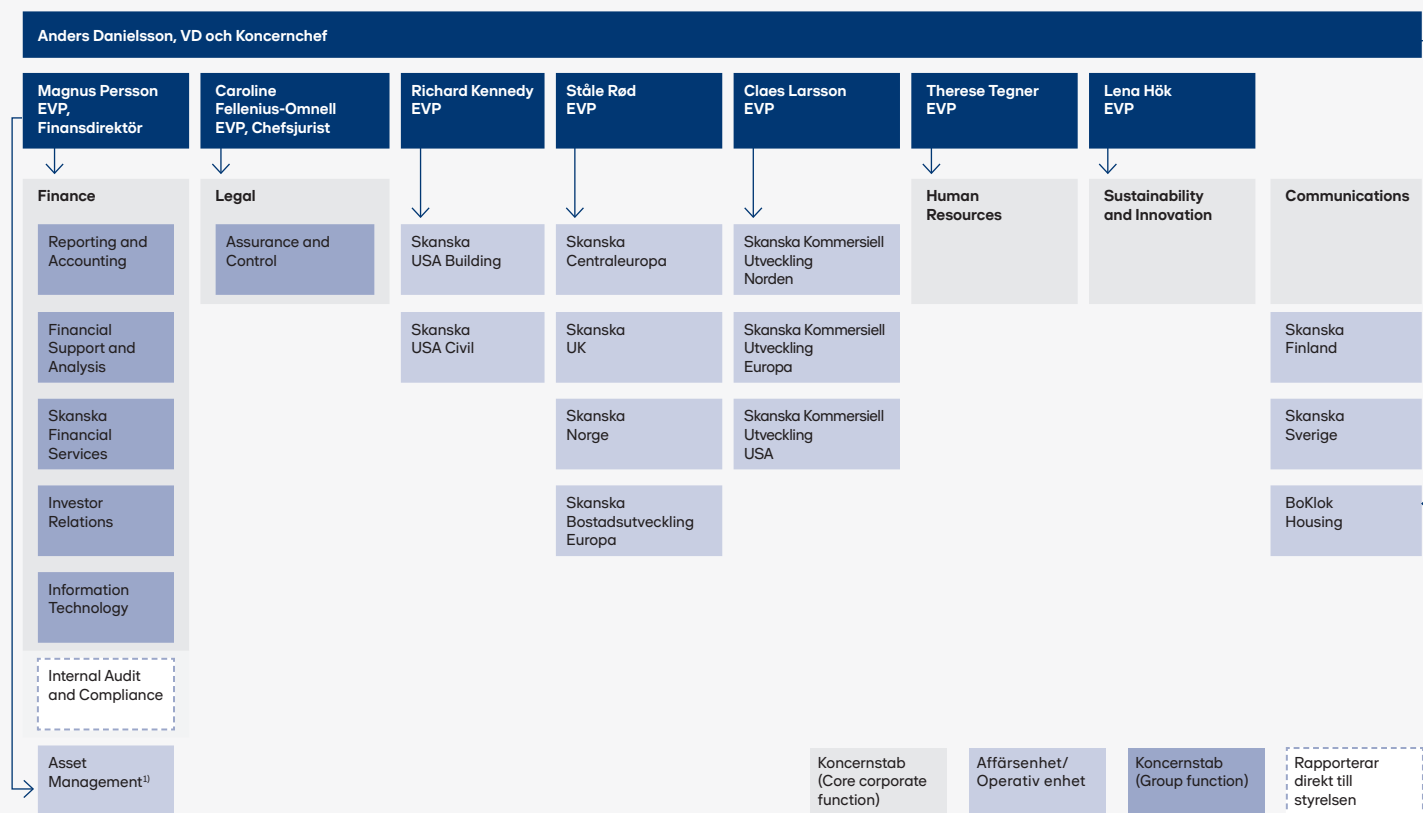 Anders Danielsson, VD och Koncernchef
Magnus Persson
EVP,
Finansdirektör
Caroline
Fellenius-Omnell
EVP, Chefsjurist
Richard Kennedy
EVP
Ståle Rød
EVP
Claes Larsson
EVP
Therese Tegner
EVP
Lena Hök
EVP
Finance
Reporting and
Accounting
Financial
Support and
Analysis
Skanska
Financial
Services
Investor
Relations
Information
Technology
Internal Audit
and Compliance
Asset
Management¹⁾
Legal
Assurance and
Control
Skanska
USA Building
Skanska
USA Civil
Skanska
Centraleuropa
Skanska
UK
Skanska
Norge
Skanska
Bostadsutveckling
Europa
Skanska Kommersiell
Utveckling
Norden
Skanska Kommersiell
Utveckling
Europa
Skanska Kommersiell
Utveckling
USA
Human
Resources
Sustainability
and Innovation
Communications
Skanska
Finland
Skanska
Sverige
BoKlok
Housing
Koncernstab
(Core corporate
function)
Affärsenhet/
Operativ enhet
Koncernstab
(Group function)
Rapporterar
direkt till
styrelsen